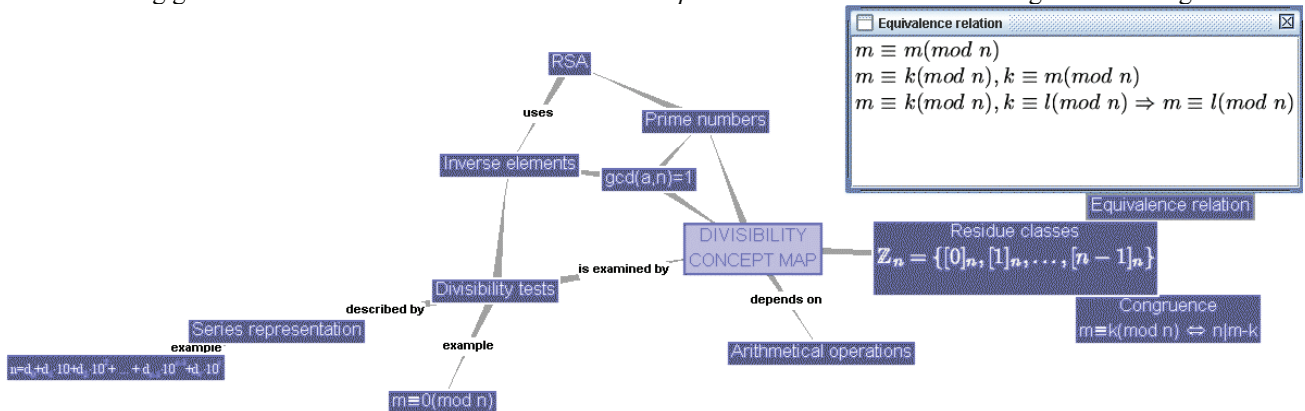 Equivalence relation
m ≡ m(mod n)
m ≡ k(mod n), k ≡ m(mod n)
m ≡ k(mod n), k ≡ l(mod n) ⇒ m ≡ l(mod n)
RSA
uses
Prime numbers
Inverse elements
gcd(a,n)=1
Equivalence relation
DIVISIBILITY
CONCEPT MAP
Residue classes
ℤₙ = {[0]ₙ, [1]ₙ, . . . , [n − 1]ₙ}
is examined by
Divisibility tests
depends on
described by
Congruence
m≡k(mod n) ⇔ n|m-k
Series representation
example
example
Arithmetical operations
m≡0(mod n)